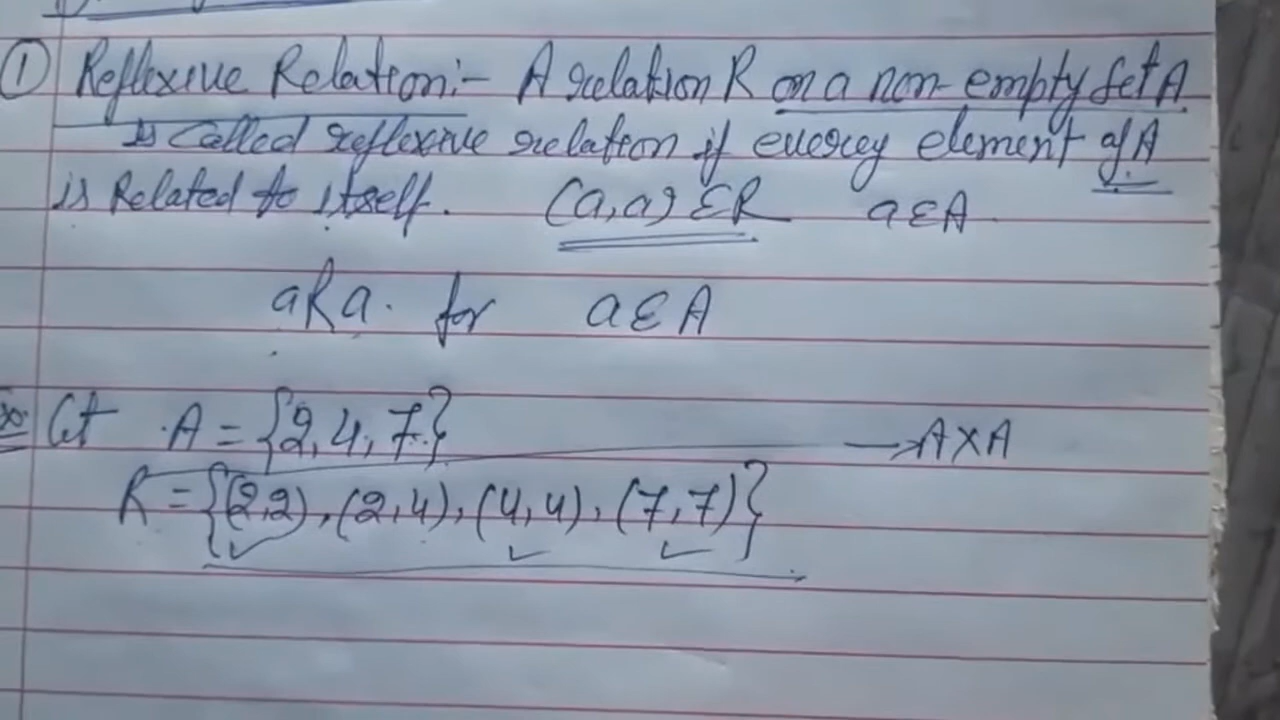 ① Reflexive Relation:- A relation R on a non-empty set A
is called reflexive relation if every element of A
is Related to itself. (a,a) ∈R a∈A
aRa. for a∈A
Let A = {2,4,7}
→A×A
R = {(2,2),(2,4),(4,4),(7,7)}